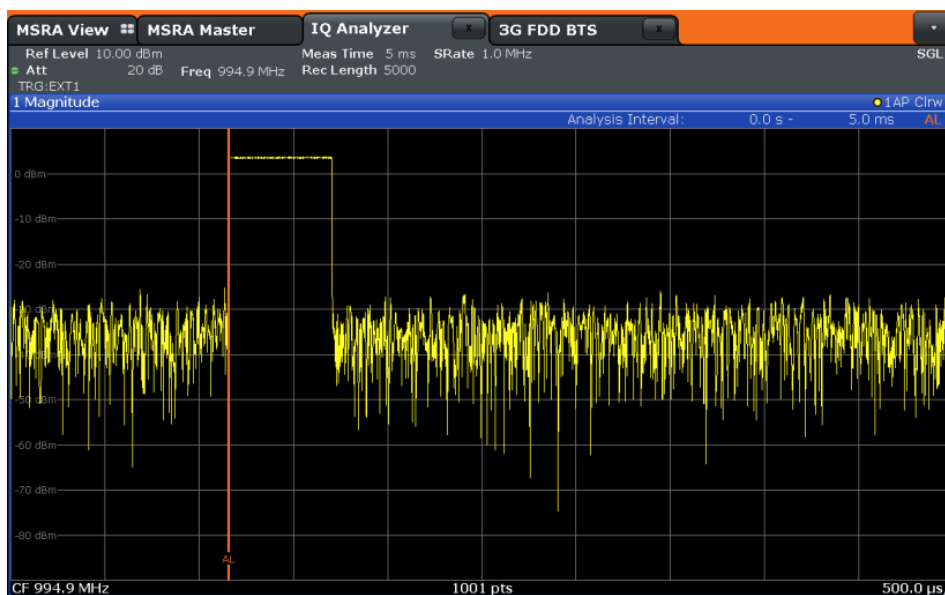 MSRA View MSRA Master IQ Analyzer x 3G FDD BTS x
Ref Level 10.00 dBm Meas Time 5 ms SRate 1.0 MHz SGL
Att 20 dB Freq 994.9 MHz Rec Length 5000
TRG:EXT1
1 Magnitude 1AP Clrw
Analysis Interval: 0.0 s - 5.0 ms AL
0 dBm
-10 dBm
-20 dBm
-50 dBm
-60 dBm
-70 dBm
-80 dBm
AL
CF 994.9 MHz 1001 pts 500.0 µs